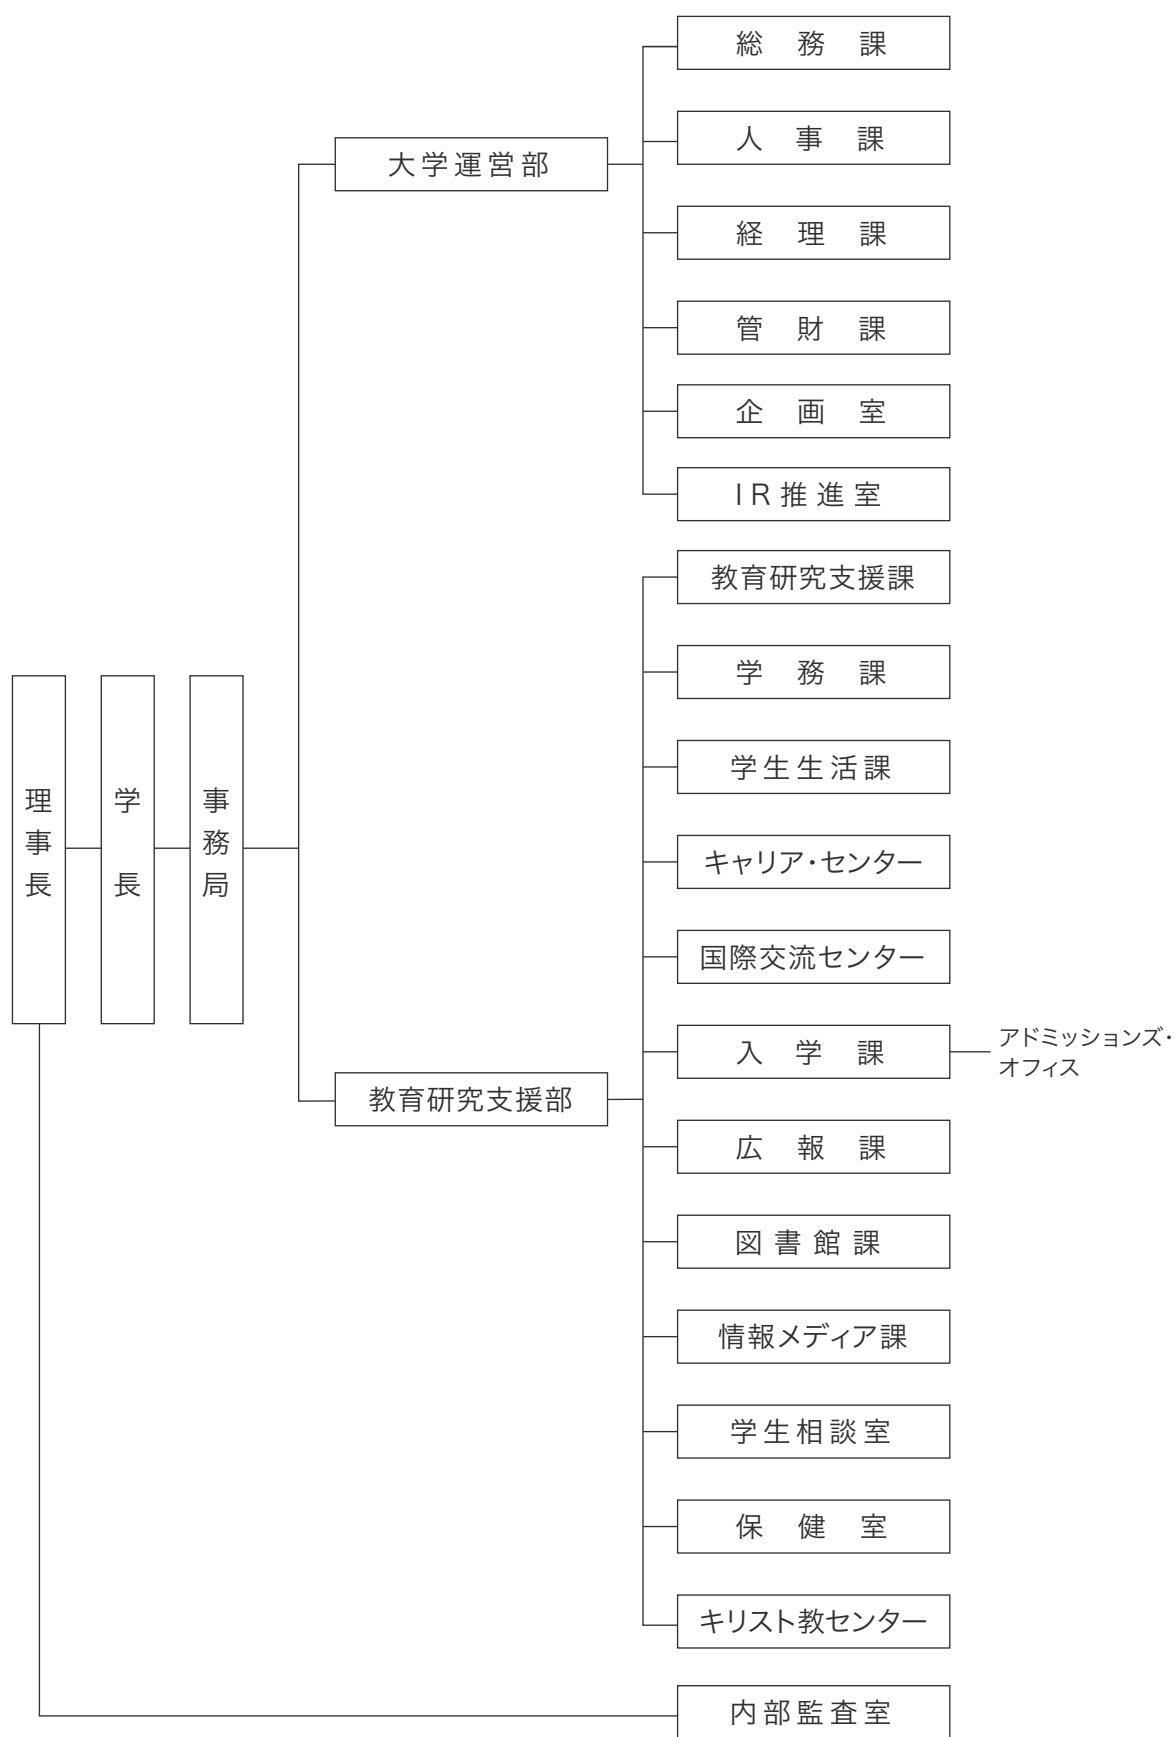 総務課
人事課
大学運営部
経理課
管財課
企画室
IR推進室
教育研究支援課
学務課
学生生活課
理事長
学長
事務局
キャリア・センター
国際交流センター
入学課
アドミッションズ・
オフィス
教育研究支援部
広報課
図書館課
情報メディア課
学生相談室
保健室
キリスト教センター
内部監査室